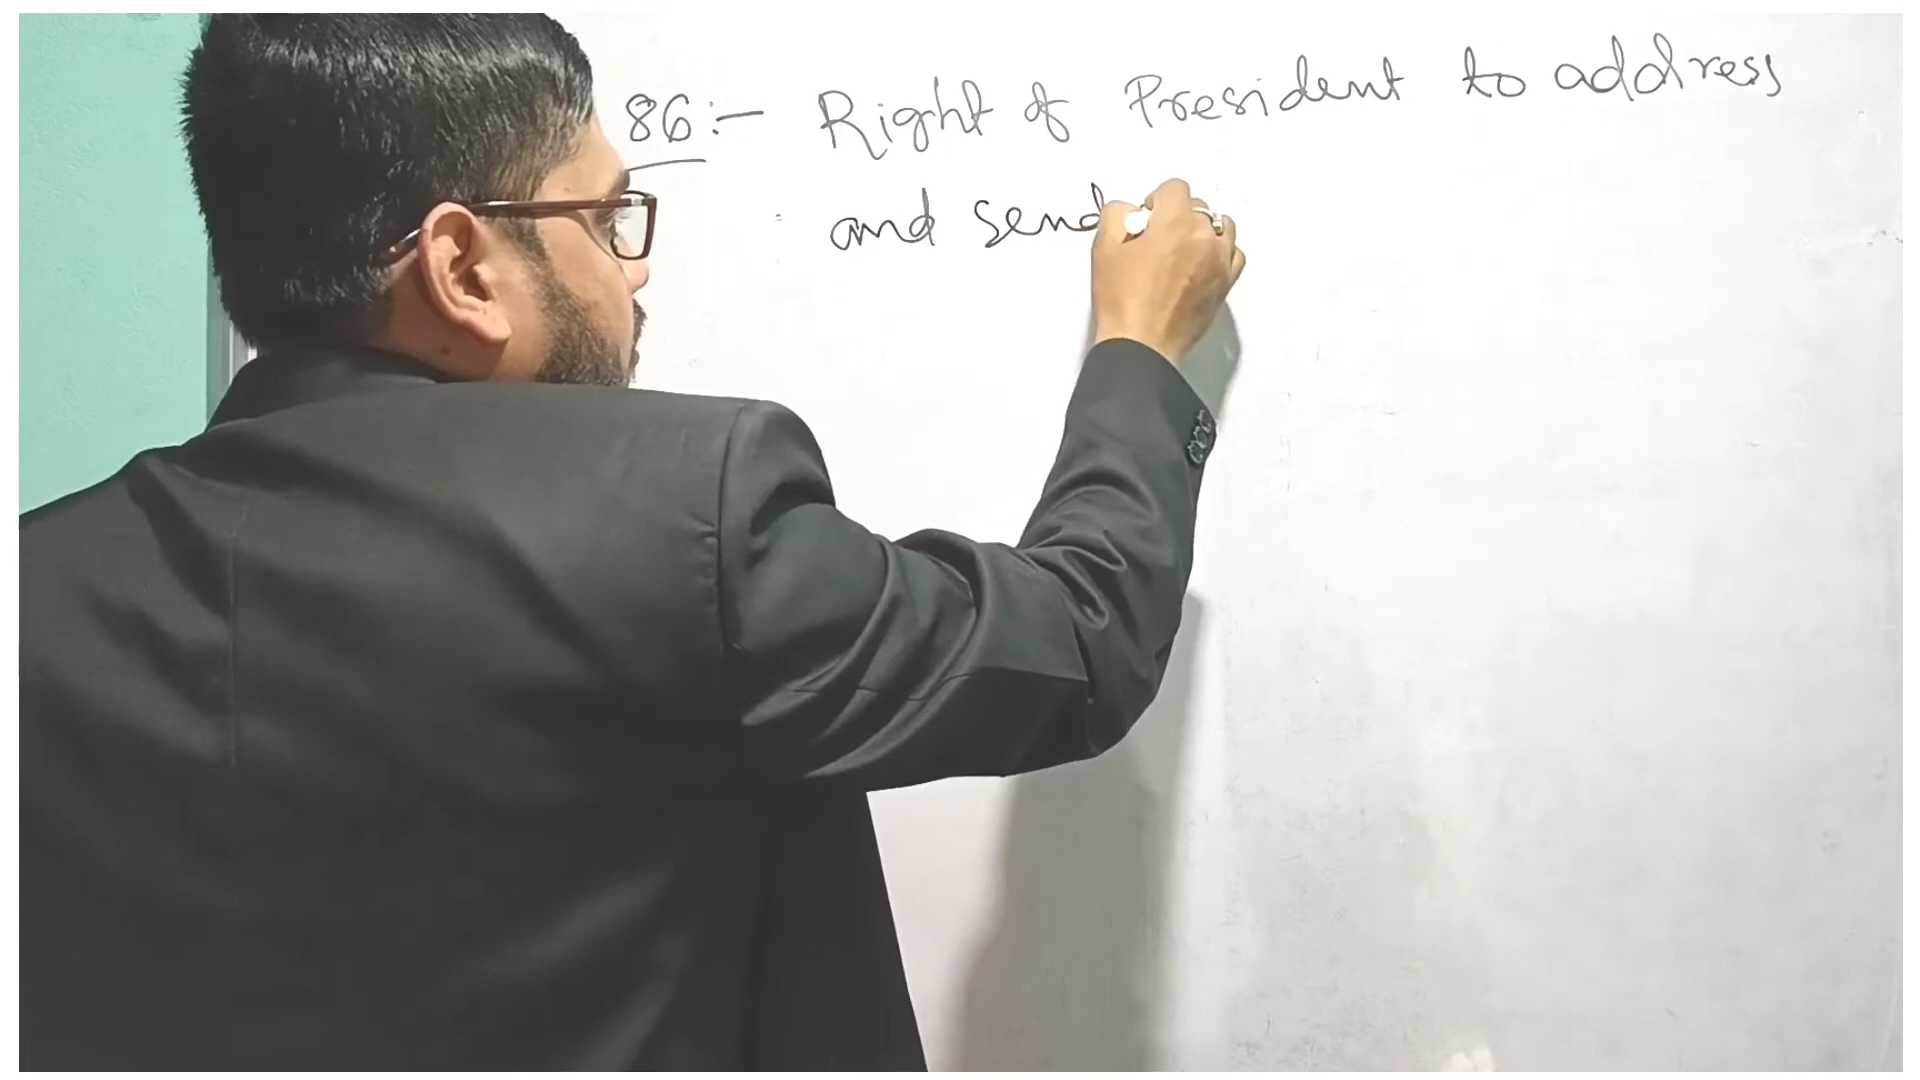 86:- Right of President to address
and send